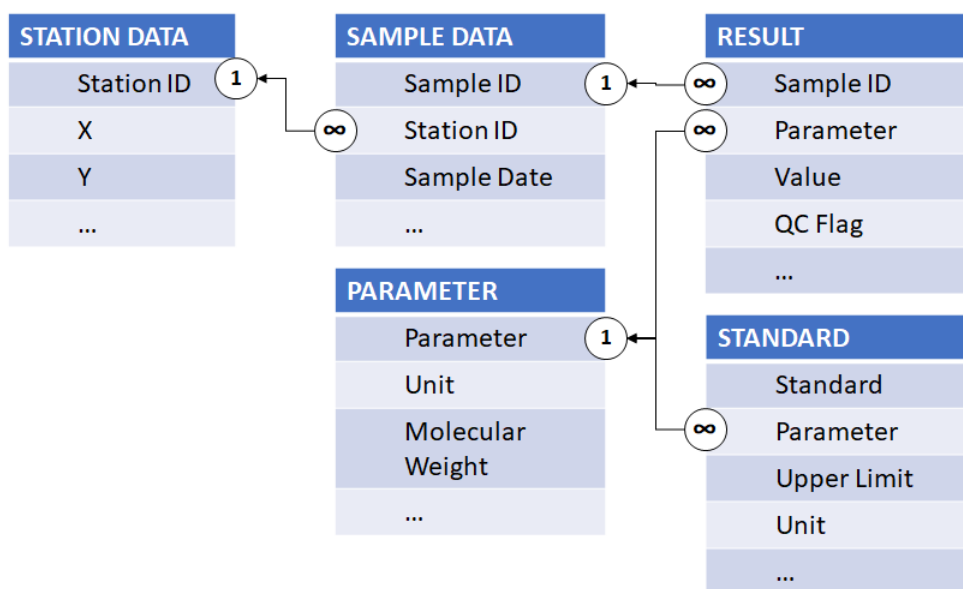 STATION DATA
Station ID
1
X
Y
...
SAMPLE DATA
Sample ID
1
∞
Station ID
Sample Date
...
RESULT
∞
Sample ID
∞
Parameter
Value
QC Flag
...
PARAMETER
Parameter
1
Unit
Molecular
Weight
...
STANDARD
Standard
∞
Parameter
Upper Limit
Unit
...